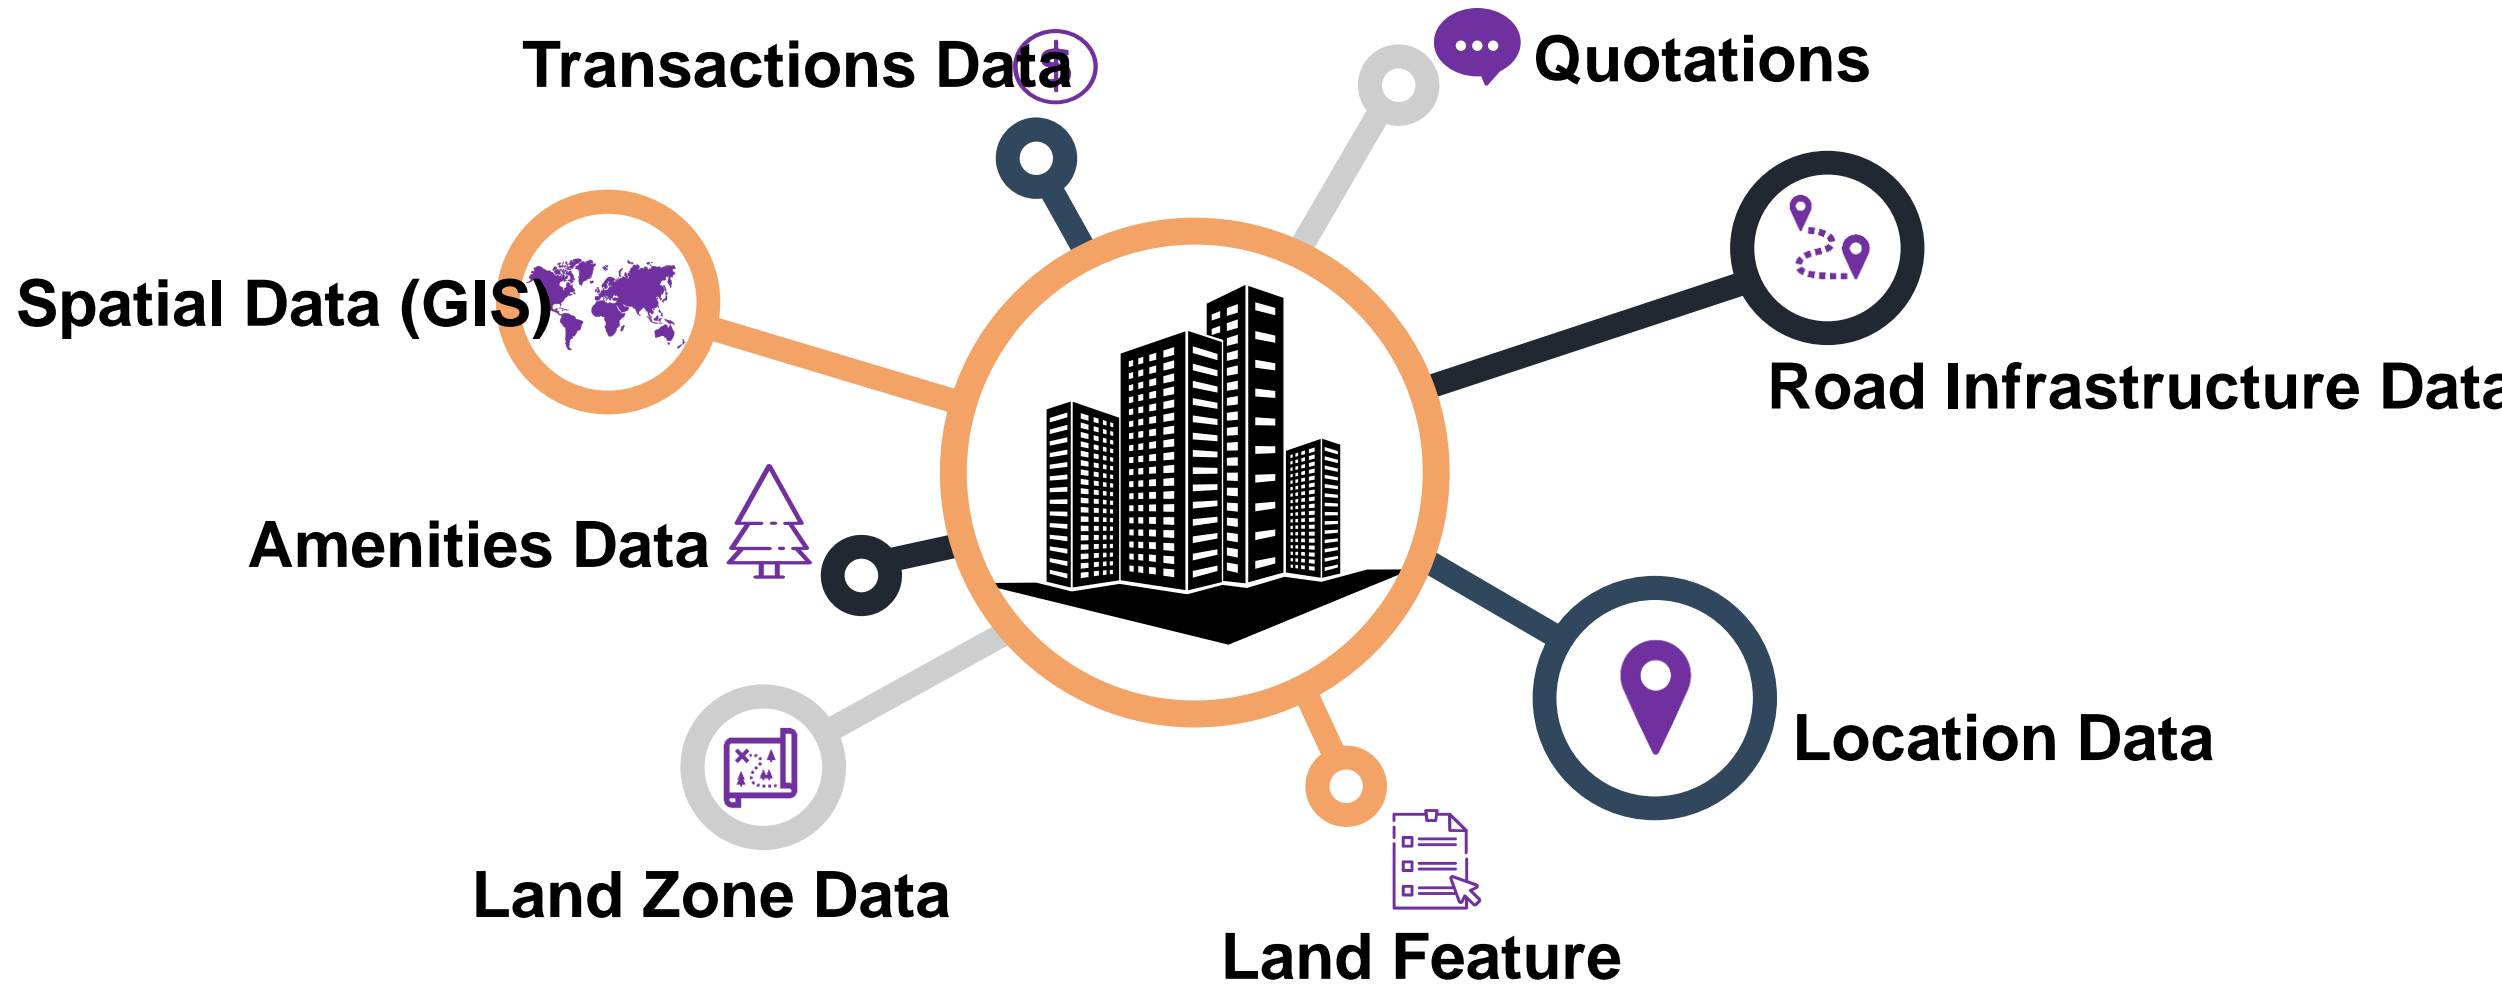 Transactions Data
Quotations
Spatial Data (GIS)
Road Infrastructure Data
Amenities Data
Location Data
Land Zone Data
Land Feature